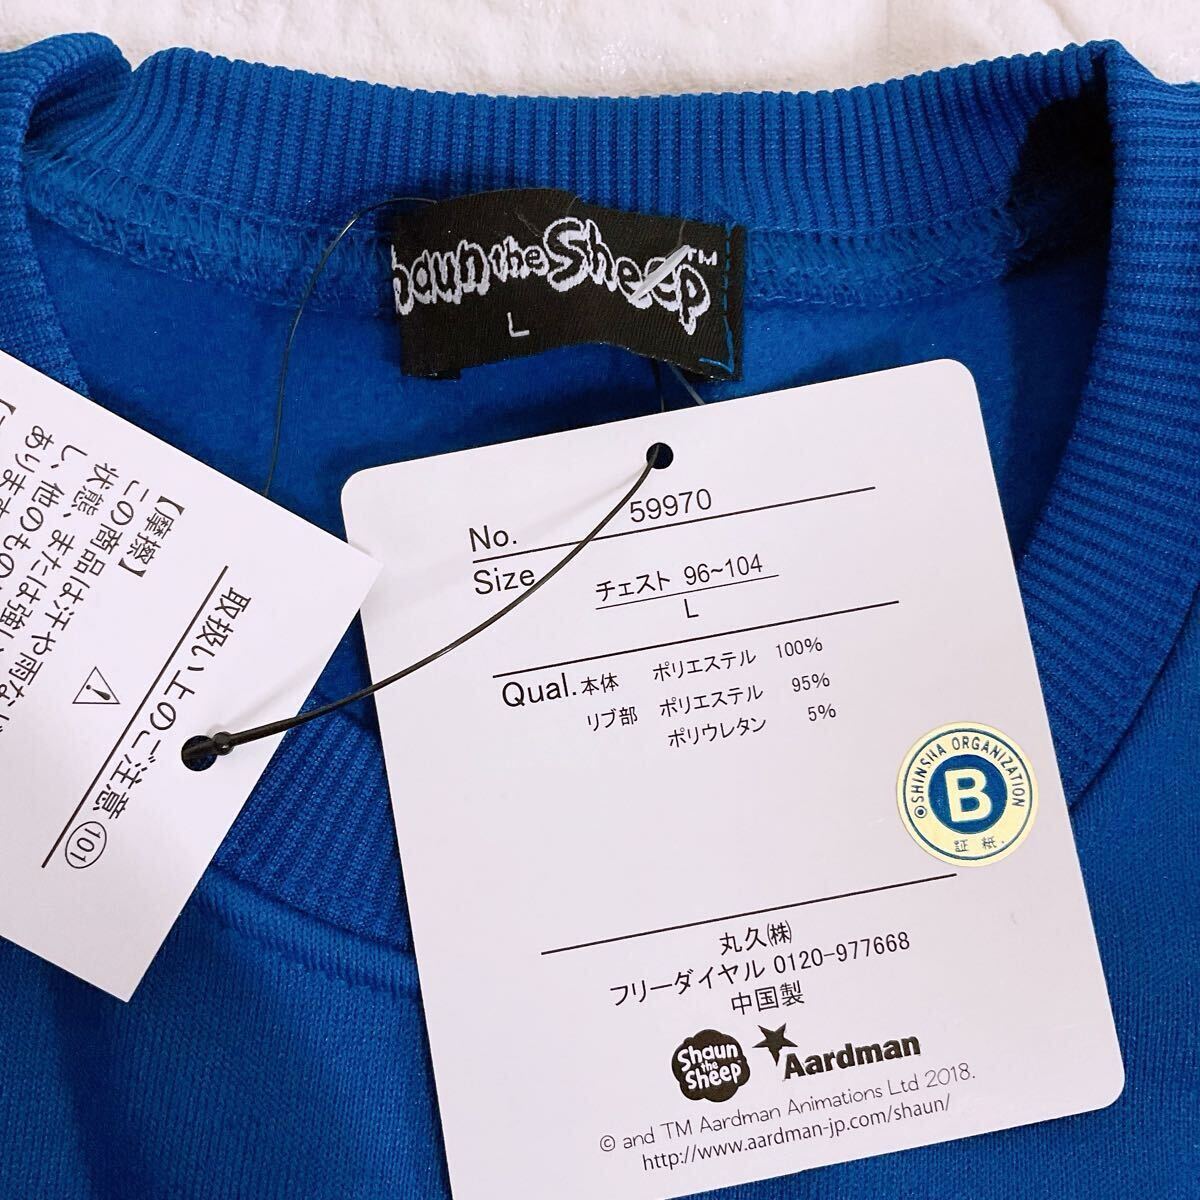 Shaun the Sheep™
L
No. 59970
Size チェスト 96~104
L
Qual. 本体 ポリエステル 100%
リブ部 ポリエステル 95%
ポリウレタン 5%
SHINSHA ORGANIZATION
B
証紙.
丸久㈱
フリーダイヤル 0120-977668
中国製
Shaun the Sheep
Aardman
© and TM Aardman Animations Ltd 2018.
http://www.aardman-jp.com/shaun/
取扱い上のご注意 101
【摩擦】
この商品は汗や雨な
状態、または強い
し、他のもの
あります